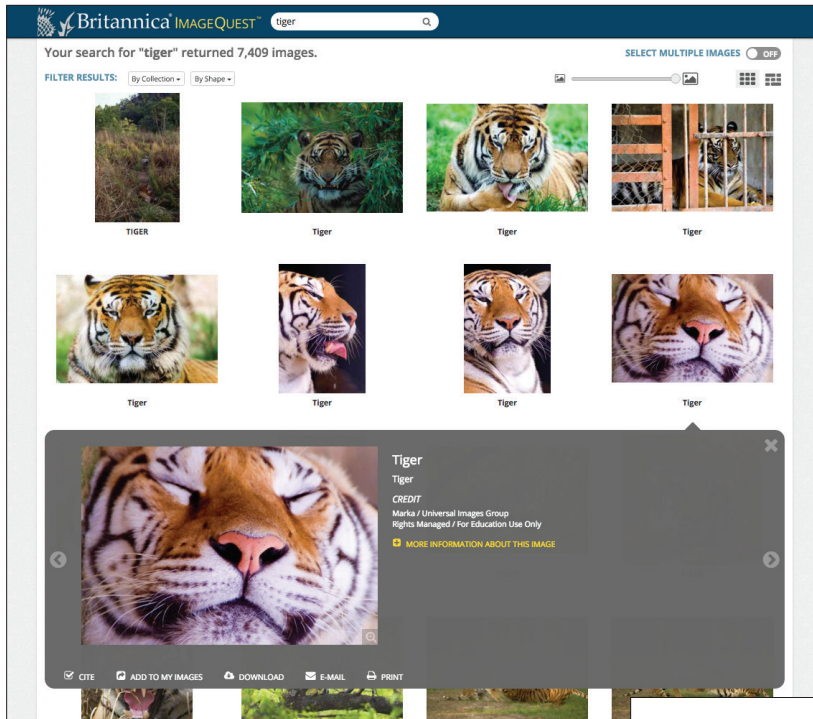 Britannica® IMAGEQUEST™ tiger
Your search for "tiger" returned 7,409 images.
SELECT MULTIPLE IMAGES OFF
FILTER RESULTS: By Collection By Shape
TIGER Tiger Tiger Tiger
Tiger Tiger Tiger Tiger
Tiger
Tiger
CREDIT
Marka / Universal Images Group
Rights Managed / For Education Use Only
MORE INFORMATION ABOUT THIS IMAGE
CITE ADD TO MY IMAGES DOWNLOAD E-MAIL PRINT